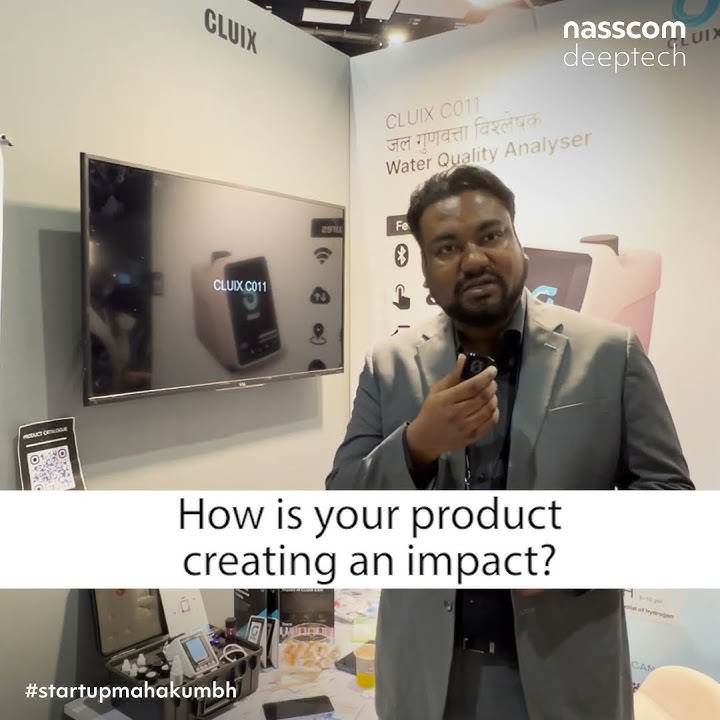 CLUIX
nasscom
deeptech
CLUIX
CLUIX C011
जल गुणवत्ता विश्लेषक
Water Quality Analyser
CLUIX C011
PRODUCT CATALOGUE
How is your product
creating an impact?
#startupmahakumbh